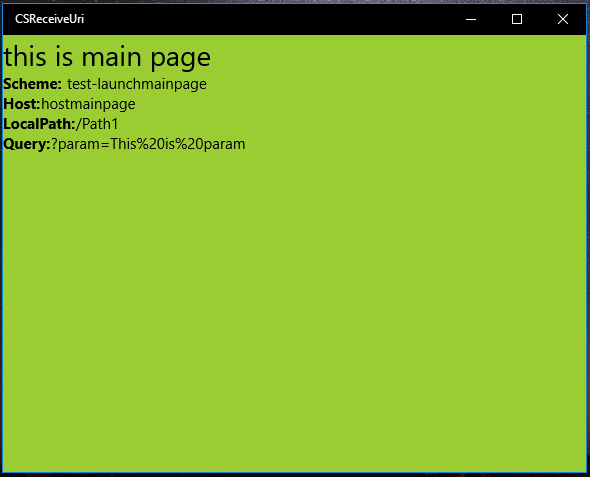 CSReceiveUri
this is main page
Scheme: test-launchmainpage
Host:hostmainpage
LocalPath:/Path1
Query:?param=This%20is%20param